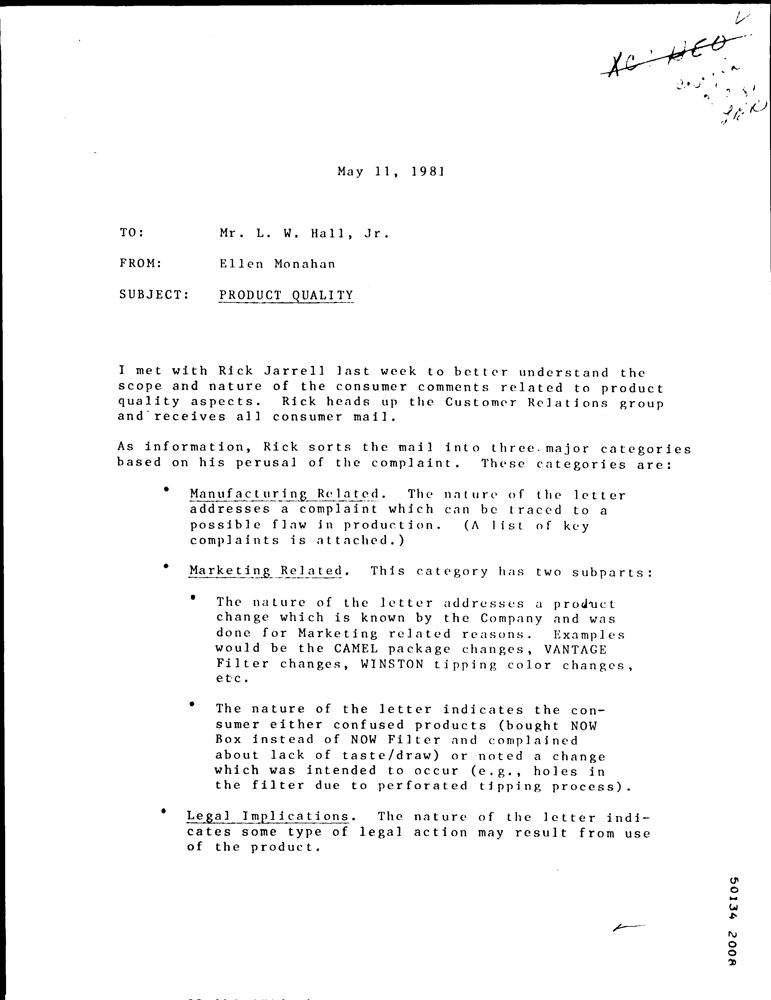 XC: HEO
May 11, 1981
TO: Mr. L. W. Hall, Jr.
FROM: Ellen Monahan
SUBJECT: PRODUCT QUALITY
I met with Rick Jarrell last week to better understand the
scope and nature of the consumer comments related to product
quality aspects. Rick heads up the Customer Relations group
and receives all consumer mail.
As information, Rick sorts the mail into three major categories
based on his perusal of the complaint. These categories are:
• Manufacturing Related. The nature of the letter
addresses a complaint which can be traced to a
possible flaw in production. (A list of key
complaints is attached.)
• Marketing Related. This category has two subparts:
• The nature of the letter addresses a product
change which is known by the Company and was
done for Marketing related reasons. Examples
would be the CAMEL package changes, VANTAGE
Filter changes, WINSTON tipping color changes,
etc.
• The nature of the letter indicates the con-
sumer either confused products (bought NOW
Box instead of NOW Filter and complained
about lack of taste/draw) or noted a change
which was intended to occur (e.g., holes in
the filter due to perforated tipping process).
• Legal Implications. The nature of the letter indi-
cates some type of legal action may result from use
of the product.
50134 2008